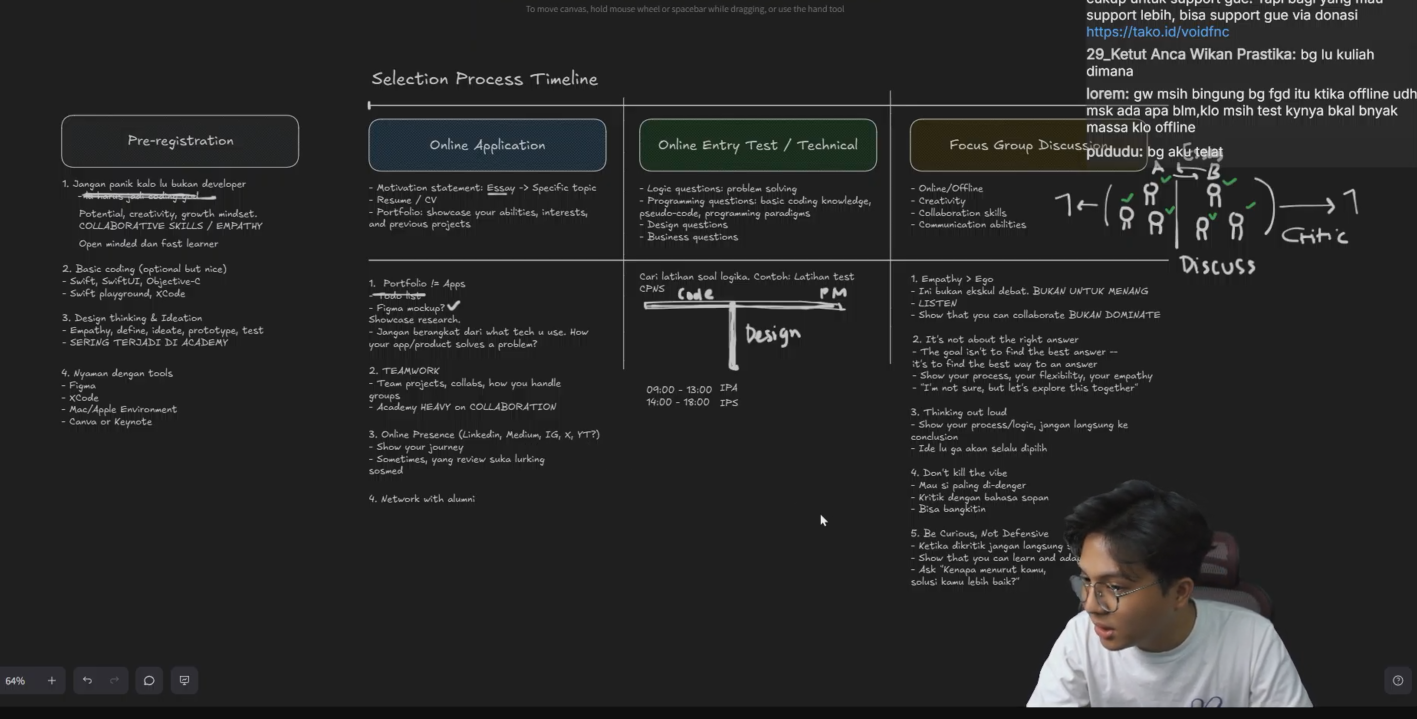 To move canvas, hold mouse wheel or spacebar while dragging, or use the hand tool
support lebih, bisa support gue via donasi
https://tako.id/voidfnc
29_Ketut Anca Wikan Prastika: bg lu kuliah
dimana
lorem: gw msih bingung bg fgd itu ktika offline udh
msk ada apa blm,klo msih test kynya bkal bnyak
massa klo offline
pududu: bg aku telat
Selection Process Timeline
Pre-registration
1. Jangan panik kalo lu bukan developer
Potential, creativity, growth mindset.
COLLABORATIVE SKILLS / EMPATHY
Open minded dan fast learner
2. Basic coding (optional but nice)
- Swift, SwiftUI, Objective-C
- Swift playground, XCode
3. Design thinking & Ideation
- Empathy, define, ideate, prototype, test
- SERING TERJADI DI ACADEMY
4. Nyaman dengan tools
- Figma
- XCode
- Mac/Apple Environment
- Canva or Keynote
Online Application
- Motivation statement: Essay -> Specific topic
- Resume / CV
- Portfolio: showcase your abilities, interests,
and previous projects
1. Portfolio != Apps
- Todo list
- Figma mockup?
Showcase research.
- Jangan berangkat dari what tech u use. How
your app/product solves a problem?
2. TEAMWORK
- Team projects, collabs, how you handle
groups
- Academy HEAVY on COLLABORATION
3. Online Presence (Linkedin, Medium, IG, X, YT?)
- Show your journey
- Sometimes, yang review suka lurking
sosmed
4. Network with alumni
Online Entry Test / Technical
- Logic questions: problem solving
- Programming questions: basic coding knowledge,
pseudo-code, programming paradigms
- Design questions
- Business questions
Cari latihan soal logika. Contoh: Latihan test
CPNS
Code PM
Design
09:00 - 13:00 IPA
14:00 - 18:00 IPS
Focus Group Discussion
- Online/Offline
- Creativity
- Collaboration skills
- Communication abilities
A B
7 7
Critic
Discuss
1. Empathy > Ego
- Ini bukan ekskul debat. BUKAN UNTUK MENANG
- LISTEN
- Show that you can collaborate BUKAN DOMINATE
2. It's not about the right answer
- The goal isn't to find the best answer --
it's to find the best way to an answer
- Show your process, your flexibility, your empathy
- "I'm not sure, but let's explore this together"
3. Thinking out loud
- Show your process/logic, jangan langsung ke
conclusion
- Ide lu ga akan selalu dipilih
4. Don't kill the vibe
- Mau si paling di-denger
- Kritik dengan bahasa sopan
- Bisa bangkitin
5. Be Curious, Not Defensive
- Ketika dikritik jangan langsung
- Show that you can learn and
- Ask "Kenapa menurut kamu,
solusi kamu lebih baik?"
64%